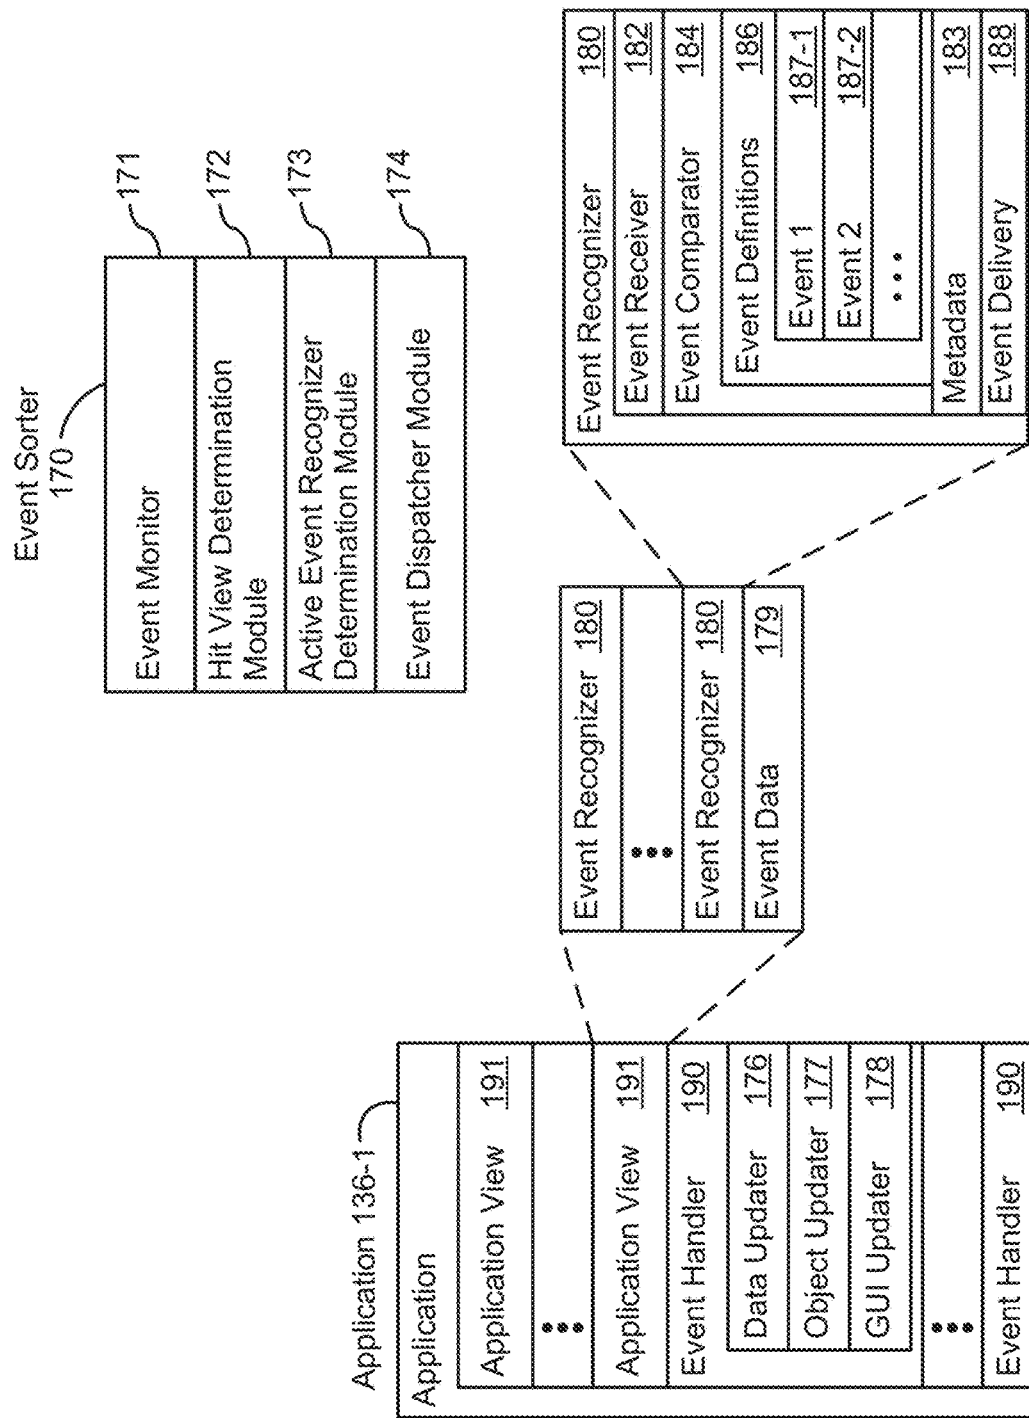 Event Sorter
170
Event Monitor
171
Hit View Determination
Module
172
Active Event Recognizer
Determination Module
173
Event Dispatcher Module
174
Application 136-1
Application
Application View 191
Application View 191
Event Handler 190
Data Updater 176
Object Updater 177
GUI Updater 178
Event Handler 190
Event Recognizer 180
Event Recognizer 180
Event Data 179
Event Recognizer 180
Event Receiver 182
Event Comparator 184
Event Definitions 186
Event 1 187-1
Event 2 187-2
Metadata 183
Event Delivery 188